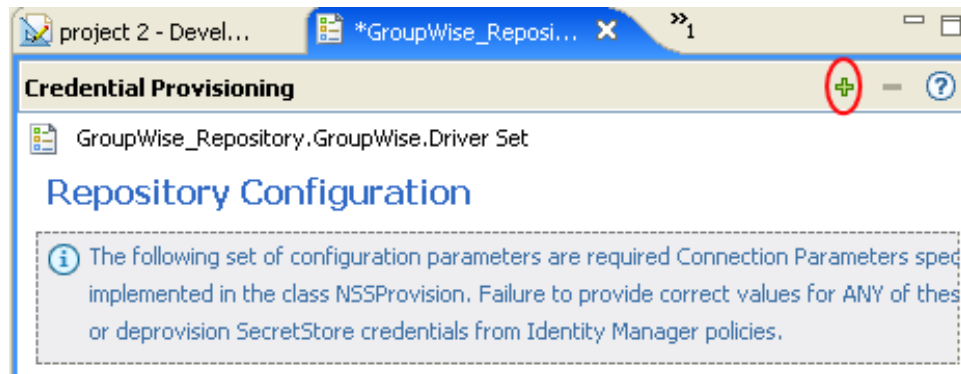 project 2 - Devel...
*GroupWise_Reposi...
»1
Credential Provisioning
GroupWise_Repository.GroupWise.Driver Set
Repository Configuration
The following set of configuration parameters are required Connection Parameters spec
implemented in the class NSSProvision. Failure to provide correct values for ANY of thes
or deprovision SecretStore credentials from Identity Manager policies.